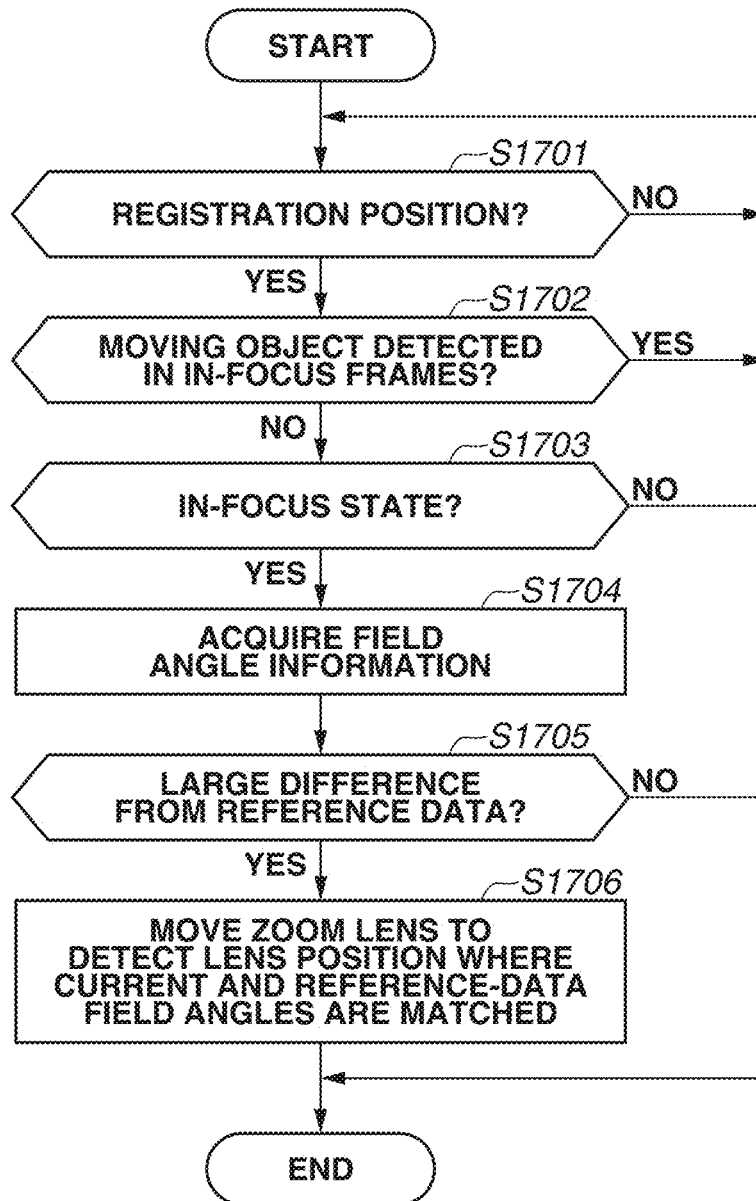 START
S1701
REGISTRATION POSITION?
NO
YES
S1702
MOVING OBJECT DETECTED
IN IN-FOCUS FRAMES?
YES
NO
S1703
IN-FOCUS STATE?
NO
YES
S1704
ACQUIRE FIELD
ANGLE INFORMATION
S1705
LARGE DIFFERENCE
FROM REFERENCE DATA?
NO
YES
S1706
MOVE ZOOM LENS TO
DETECT LENS POSITION WHERE
CURRENT AND REFERENCE-DATA
FIELD ANGLES ARE MATCHED
END